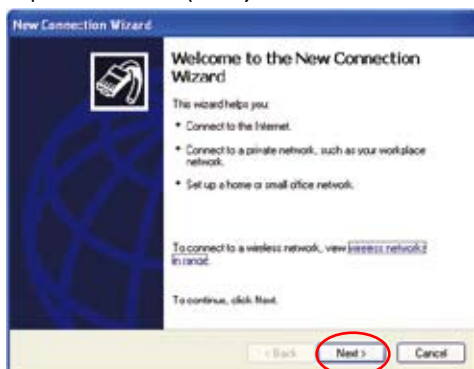 New Connection Wizard
Welcome to the New Connection
Wizard
This wizard helps you:
* Connect to the Internet.
* Connect to a private network, such as your workplace
network.
* Set up a home or small office network.
To connect to a wireless network, view wireless networks
in range.
To continue, click Next.
< Back Next > Cancel